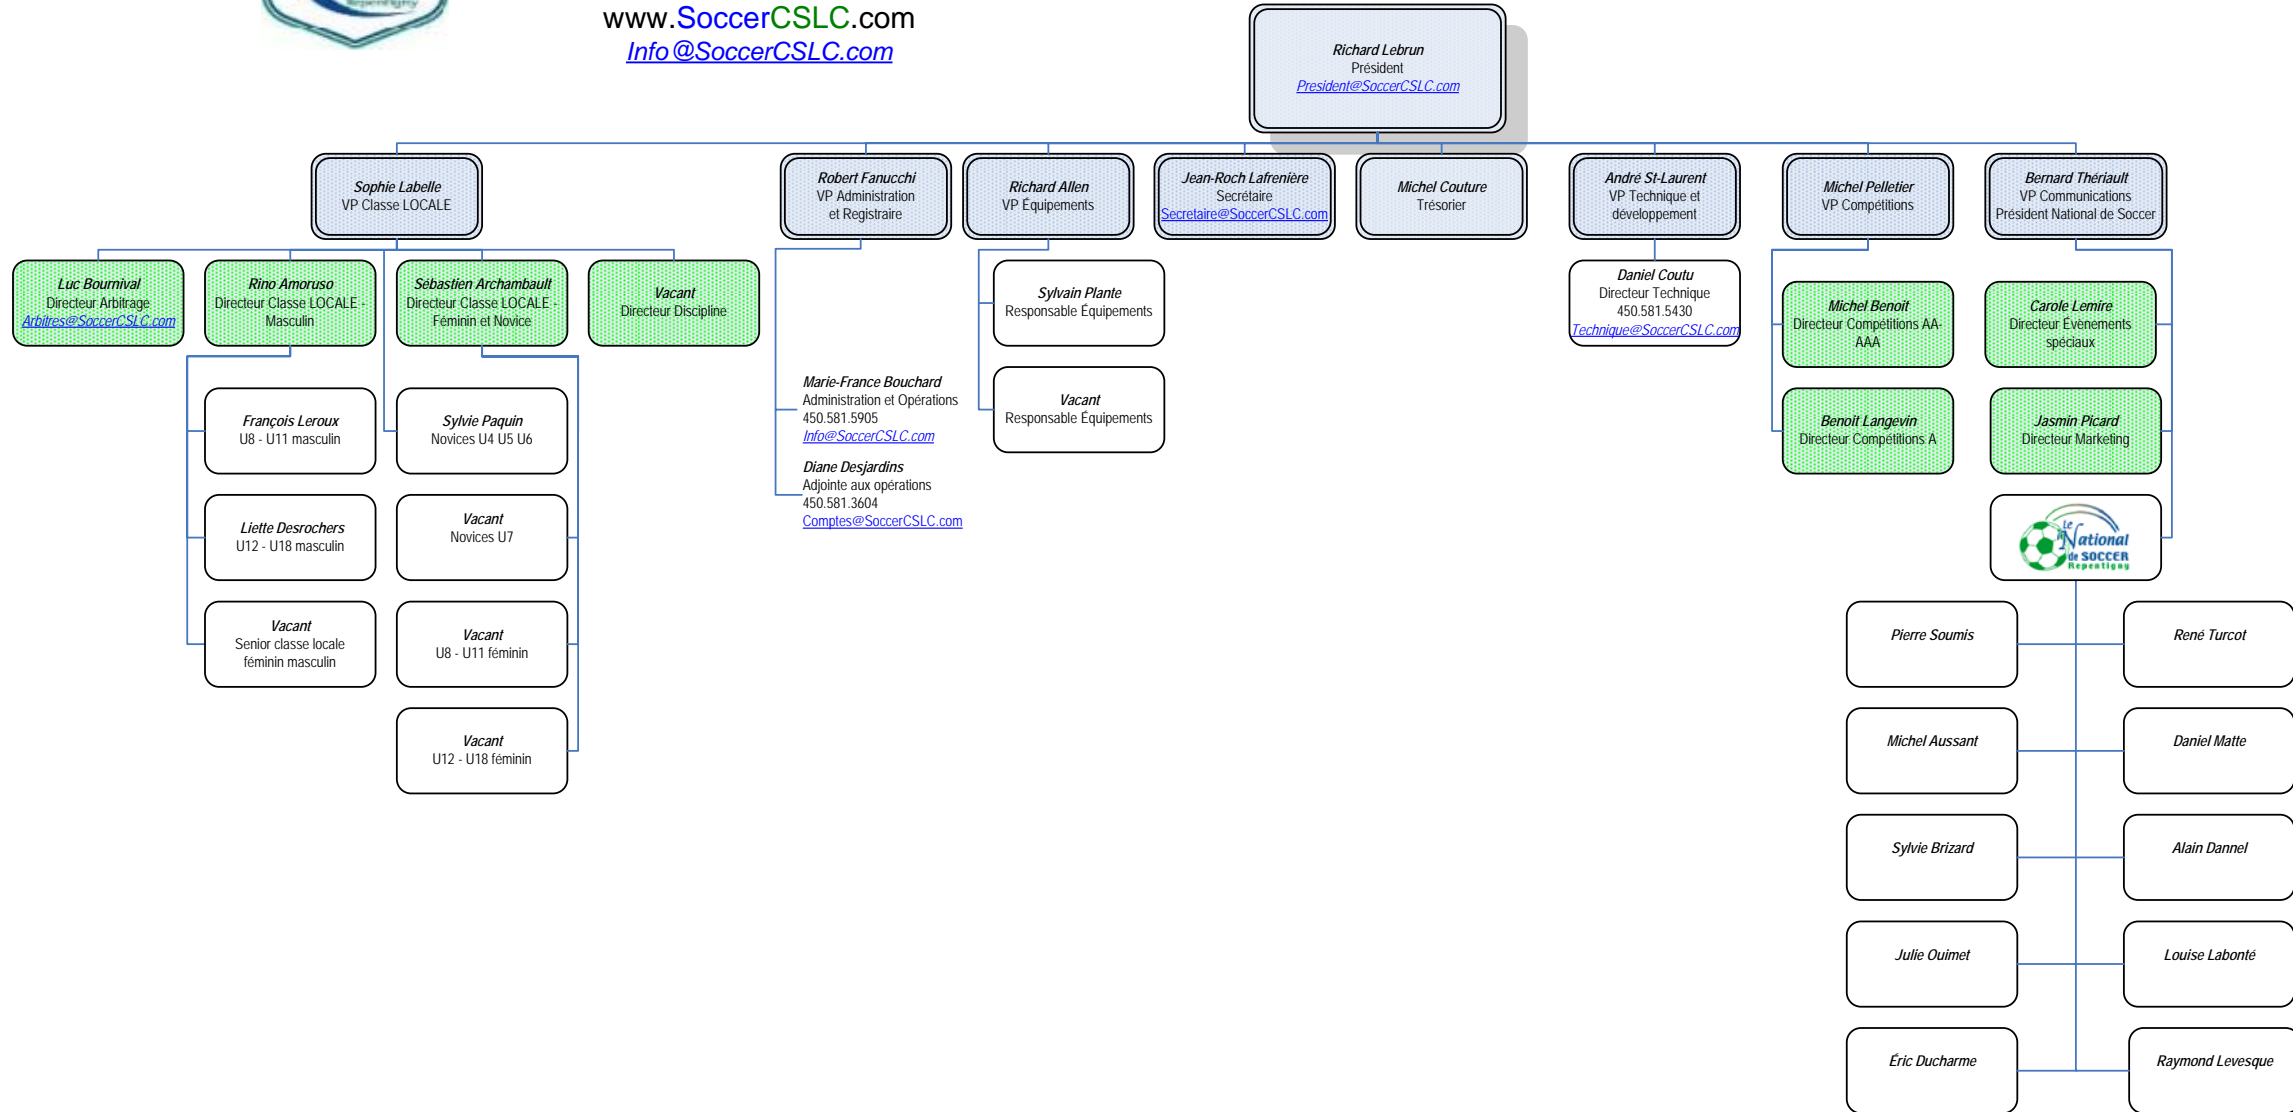 Repentigny
www.SoccerCSLC.com
Info@SoccerCSLC.com
Richard Lebrun
Président
President@SoccerCSLC.com
Sophie Labelle
VP Classe LOCALE
Robert Fanucchi
VP Administration
et Registraire
Richard Allen
VP Équipements
Jean-Roch Lafrenière
Secrétaire
Secretaire@SoccerCSLC.com
Michel Couture
Trésorier
André St-Laurent
VP Technique et
développement
Michel Pelletier
VP Compétitions
Bernard Thériault
VP Communications
Président National de Soccer
Luc Bournival
Directeur Arbitrage
Arbitres@SoccerCSLC.com
Rino Amoruso
Directeur Classe LOCALE -
Masculin
Sébastien Archambault
Directeur Classe LOCALE -
Féminin et Novice
Vacant
Directeur Discipline
Sylvain Plante
Responsable Équipements
Daniel Coutu
Directeur Technique
450.581.5430
Technique@SoccerCSLC.com
Michel Benoit
Directeur Compétitions AA-
AAA
Carole Lemire
Directeur Évènements
spéciaux
François Leroux
U8 - U11 masculin
Sylvie Paquin
Novices U4 U5 U6
Marie-France Bouchard
Administration et Opérations
450.581.5905
Info@SoccerCSLC.com
Vacant
Responsable Équipements
Benoit Langevin
Directeur Compétitions A
Jasmin Picard
Directeur Marketing
Diane Desjardins
Adjointe aux opérations
450.581.3604
Comptes@SoccerCSLC.com
Liette Desrochers
U12 - U18 masculin
Vacant
Novices U7
Le
National
de SOCCER
Repentigny
Vacant
Senior classe locale
féminin masculin
Vacant
U8 - U11 féminin
Pierre Soumis
René Turcot
Vacant
U12 - U18 féminin
Michel Aussant
Daniel Matte
Sylvie Brizard
Alain Dannel
Julie Ouimet
Louise Labonté
Éric Ducharme
Raymond Levesque